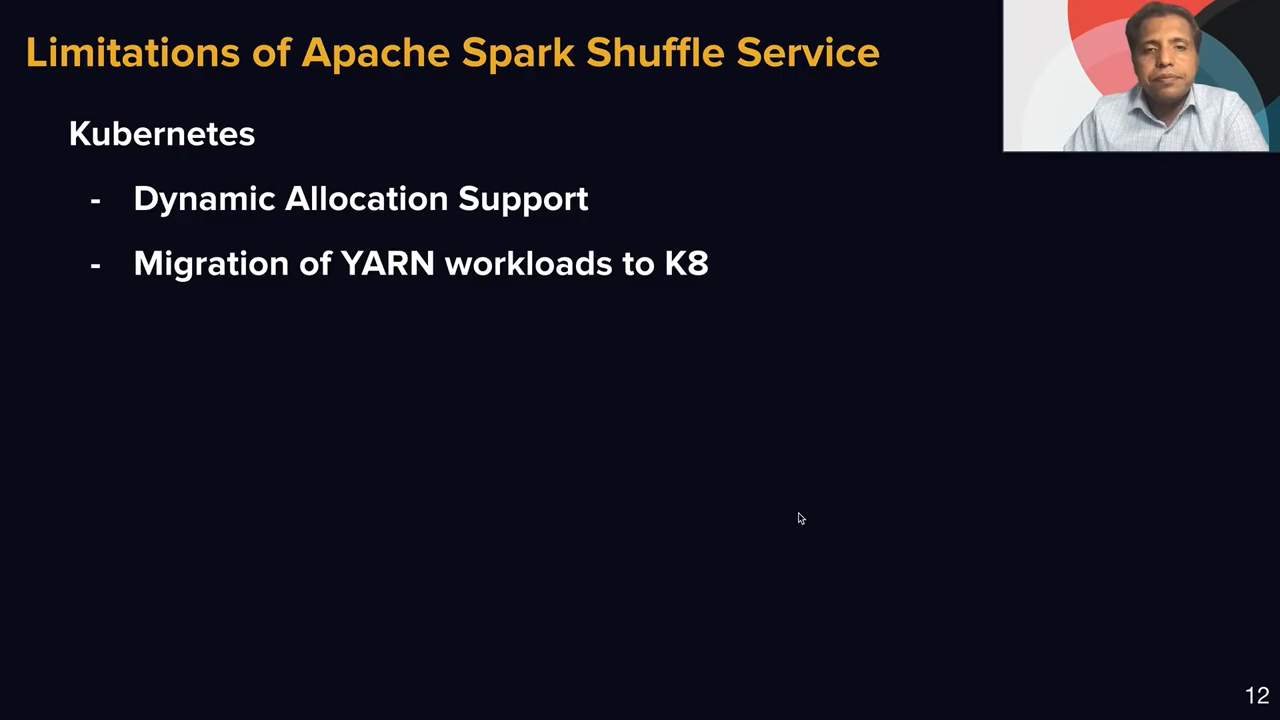 Limitations of Apache Spark Shuffle Service
Kubernetes
- Dynamic Allocation Support
- Migration of YARN workloads to K8
12